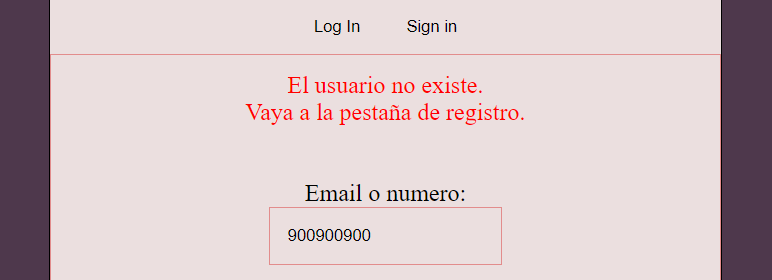 Log In Sign in
El usuario no existe.
Vaya a la pestaña de registro.
Email o numero:
900900900